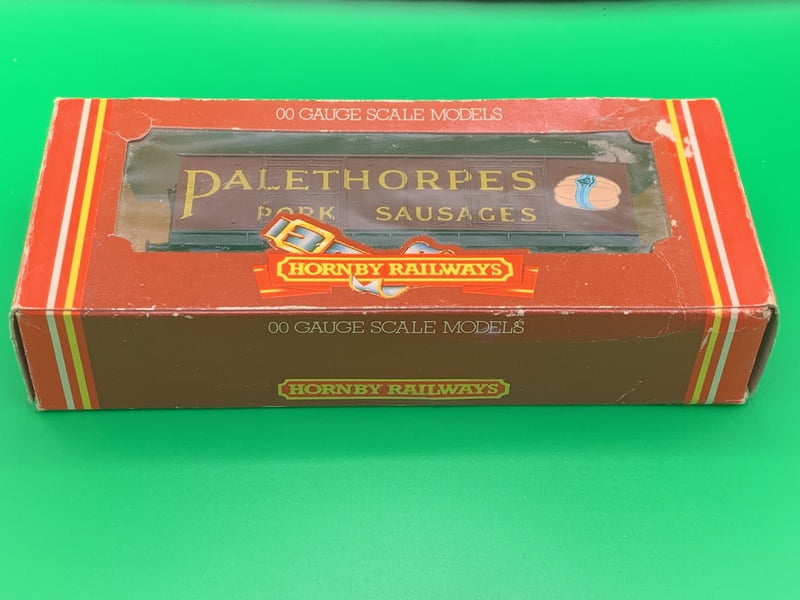 00 GAUGE SCALE MODELS
PALETHORPES
PORK SAUSAGES
HORNBY RAILWAYS
00 GAUGE SCALE MODELS
HORNBY RAILWAYS